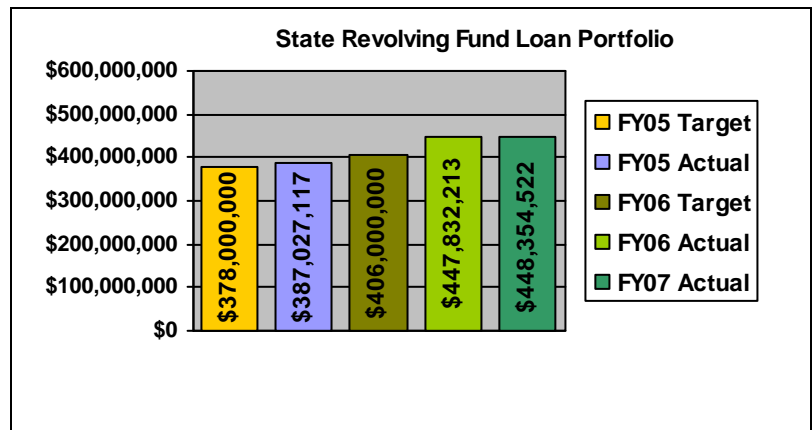 State Revolving Fund Loan Portfolio
$600,000,000
$500,000,000
$400,000,000
$300,000,000
$200,000,000
$100,000,000
$0
$378,000,000
$387,027,117
$406,000,000
$447,832,213
$448,354,522
FY05 Target
FY05 Actual
FY06 Target
FY06 Actual
FY07 Actual